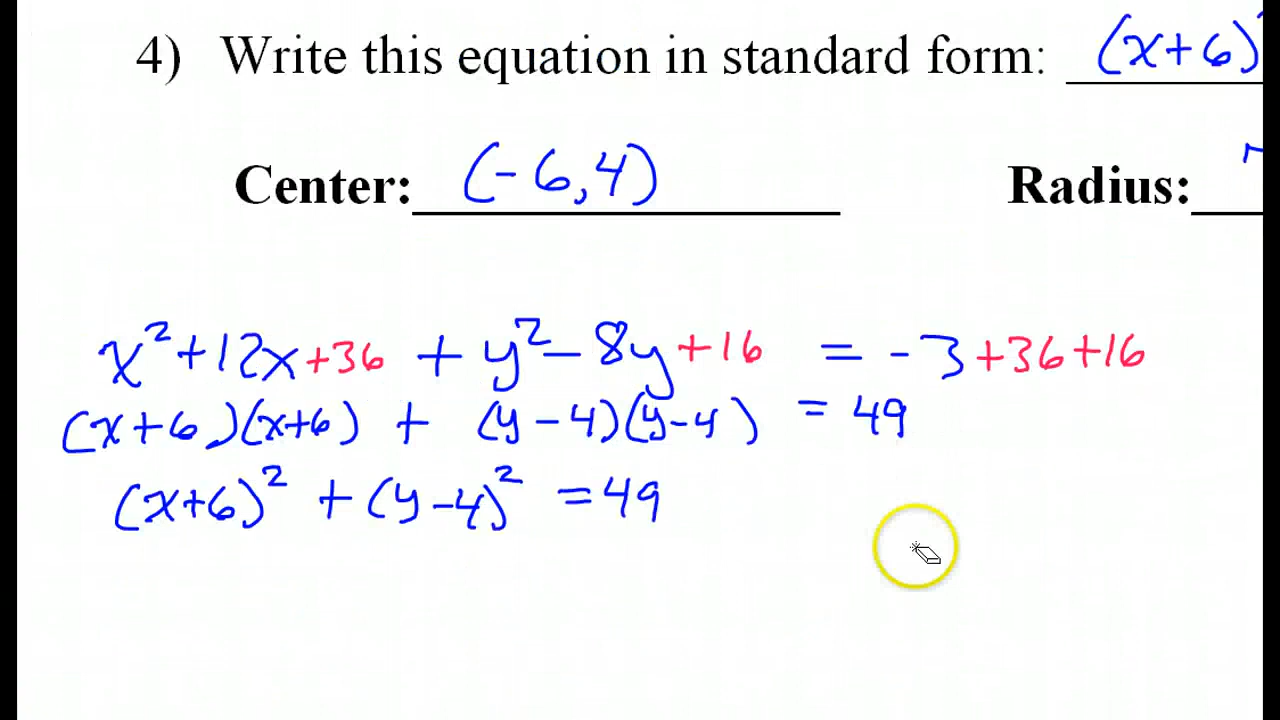 4) Write this equation in standard form: (x+6)
Center: (-6,4) Radius:
x²+12x+36 + y²-8y+16 = -3+36+16
(x+6)(x+6) + (y-4)(y-4) = 49
(x+6)² + (y-4)² = 49